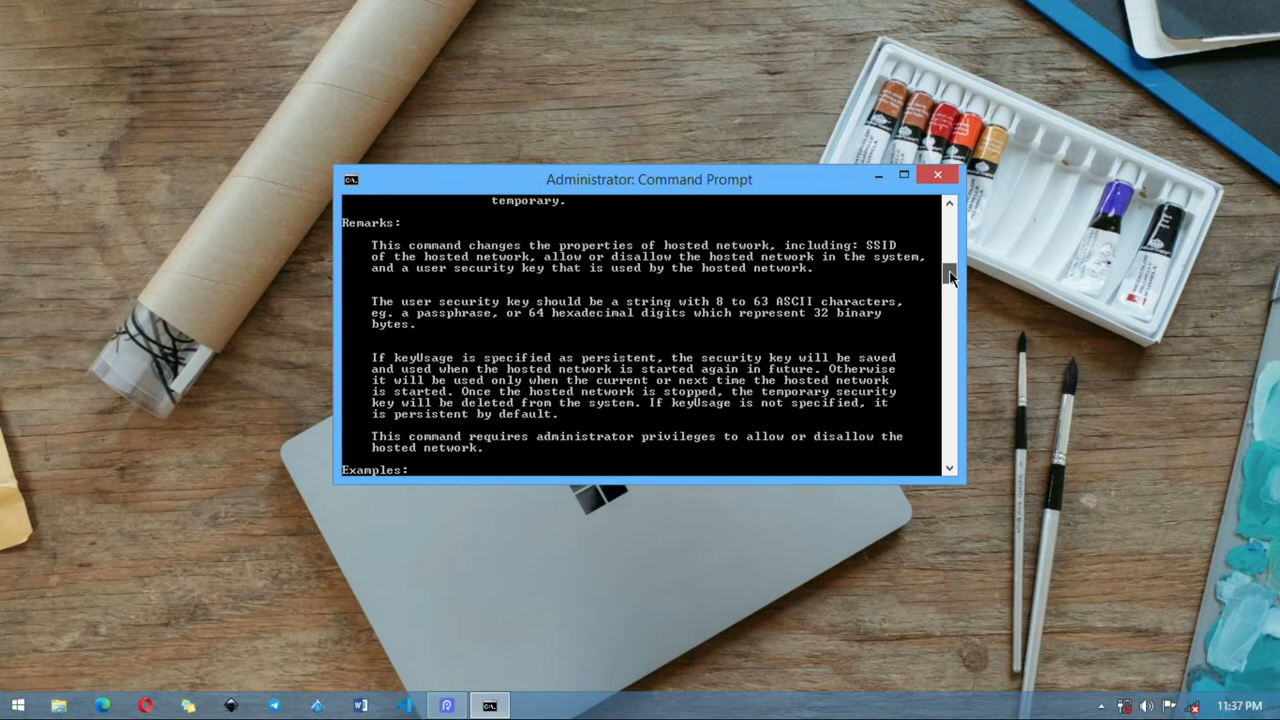 Administrator: Command Prompt
temporary.
Remarks:
This command changes the properties of hosted network, including: SSID
of the hosted network, allow or disallow the hosted network in the system,
and a user security key that is used by the hosted network.
The user security key should be a string with 8 to 63 ASCII characters,
eg. a passphrase, or 64 hexadecimal digits which represent 32 binary
bytes.
If keyUsage is specified as persistent, the security key will be saved
and used when the hosted network is started again in future. Otherwise
it will be used only when the current or next time the hosted network
is started. Once the hosted network is stopped, the temporary security
key will be deleted from the system. If keyUsage is not specified, it
is persistent by default.
This command requires administrator privileges to allow or disallow the
hosted network.
Examples:
11:37 PM